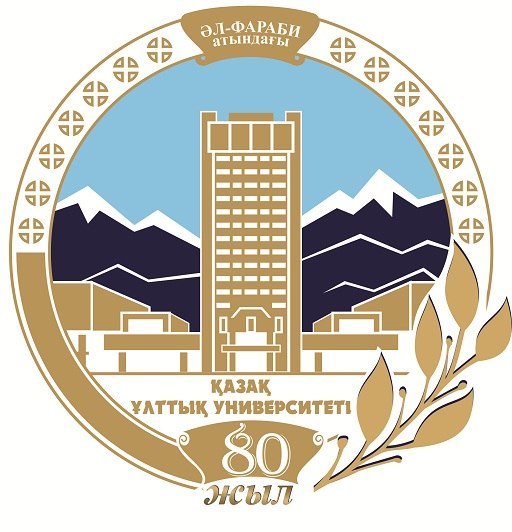 ӘЛ-ФАРАБИ
атындағы
ҚАЗАҚ
ҰЛТТЫҚ УНИВЕРСИТЕТІ
80
жыл